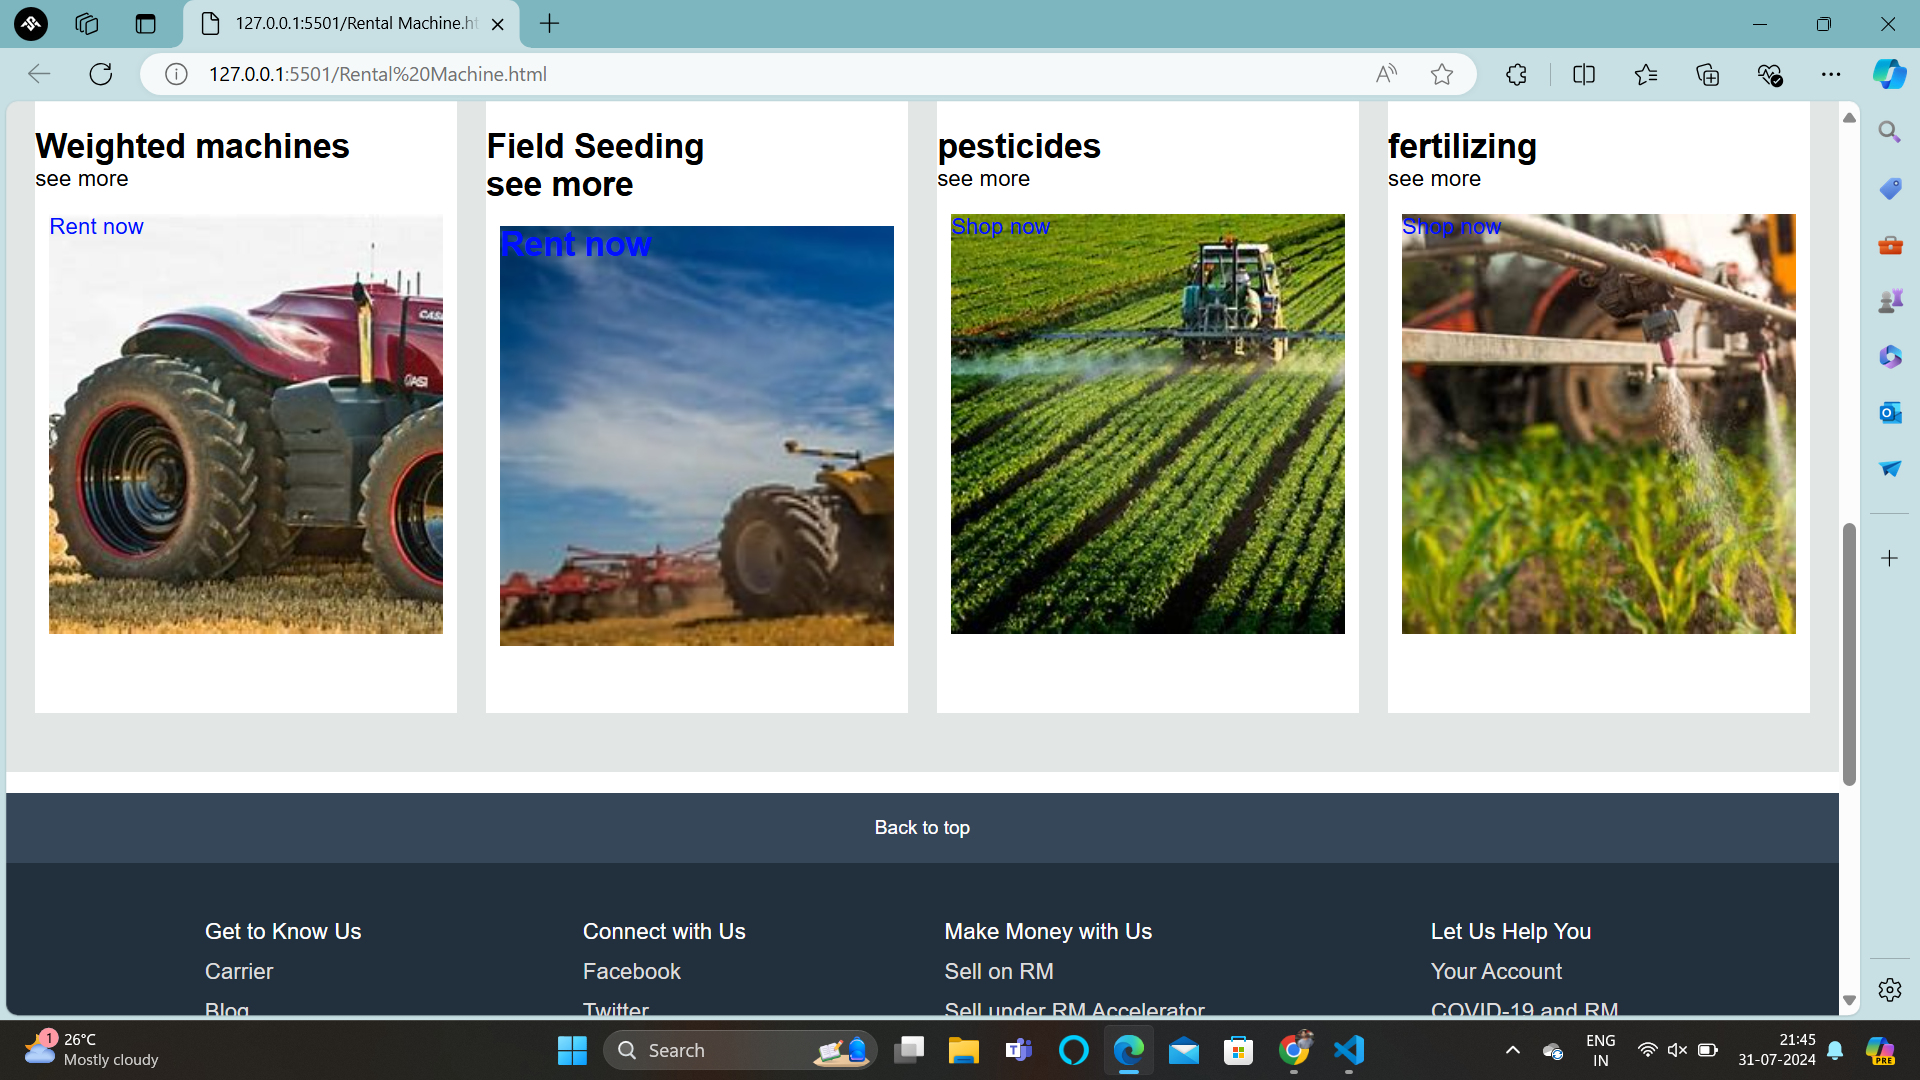 127.0.0.1:5501/Rental Machine.ht
127.0.0.1:5501/Rental%20Machine.html
Weighted machines
see more
Rent now
CASE
ASI
Field Seeding
see more
Rent now
pesticides
see more
Shop now
fertilizing
see more
Shop now
Back to top
Get to Know Us
Carrier
Blog
Connect with Us
Facebook
Twitter
Make Money with Us
Sell on RM
Sell under RM Accelerator
Let Us Help You
Your Account
COVID-19 and RM
1
26°C
Mostly cloudy
Search
ENG
IN
21:45
31-07-2024
PRE